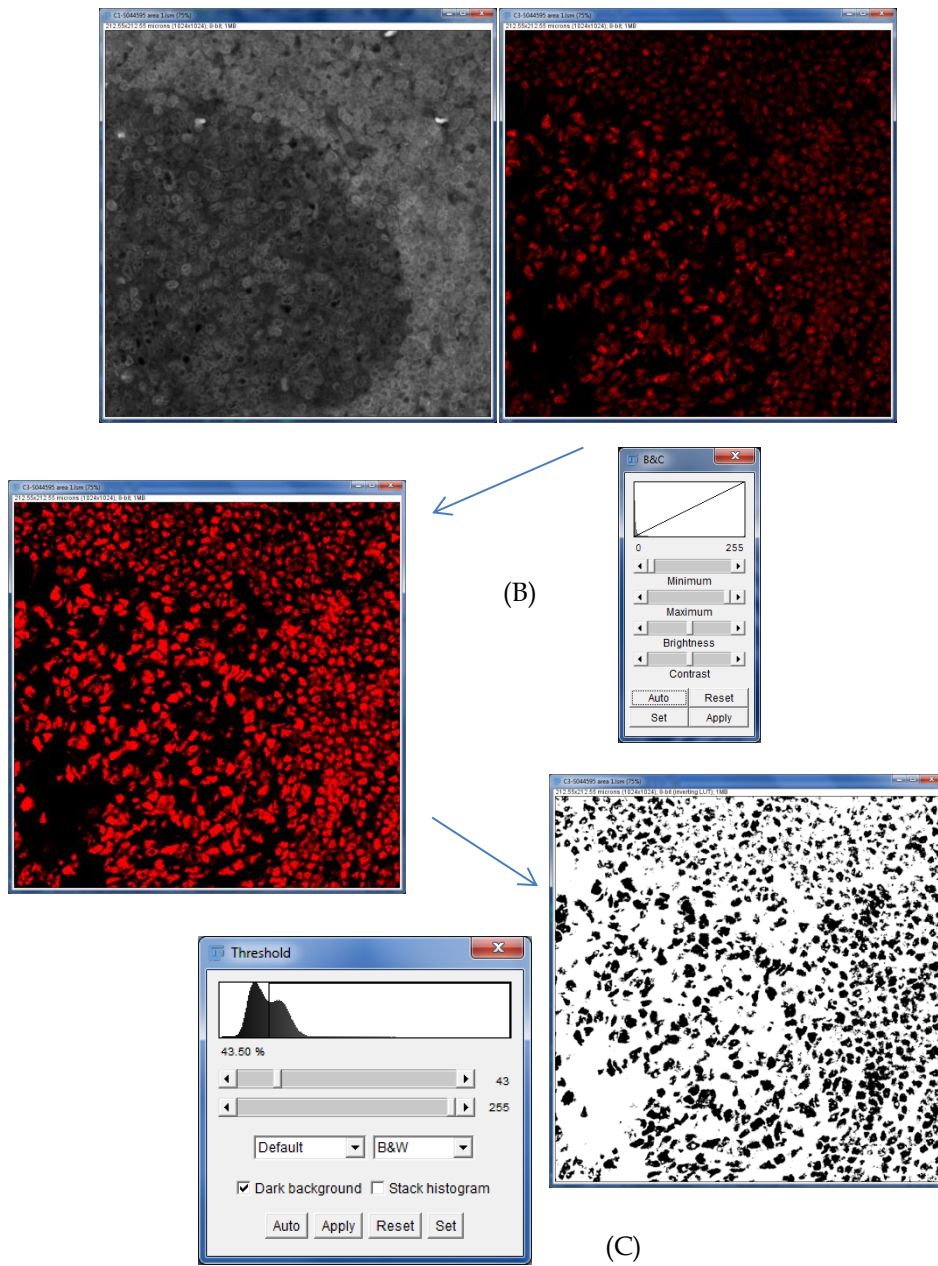 C1-S044595 area 1.lsm (75%)
212.55x212.55 microns (1024x1024); 8-bit; 1MB
C3-S044595 area 1.lsm (75%)
212.55x212.55 microns (1024x1024); 8-bit; 1MB
B&C
0 255
Minimum
Maximum
Brightness
Contrast
Auto Reset
Set Apply
C3-S044595 area 1.lsm (75%)
212.55x212.55 microns (1024x1024); 8-bit; 1MB
(B)
C3-S044595 area 1.lsm (75%)
212.55x212.55 microns (1024x1024); 8-bit (inverting LUT); 1MB
Threshold
43.50 %
43
255
Default B&W
Dark background Stack histogram
Auto Apply Reset Set
(C)